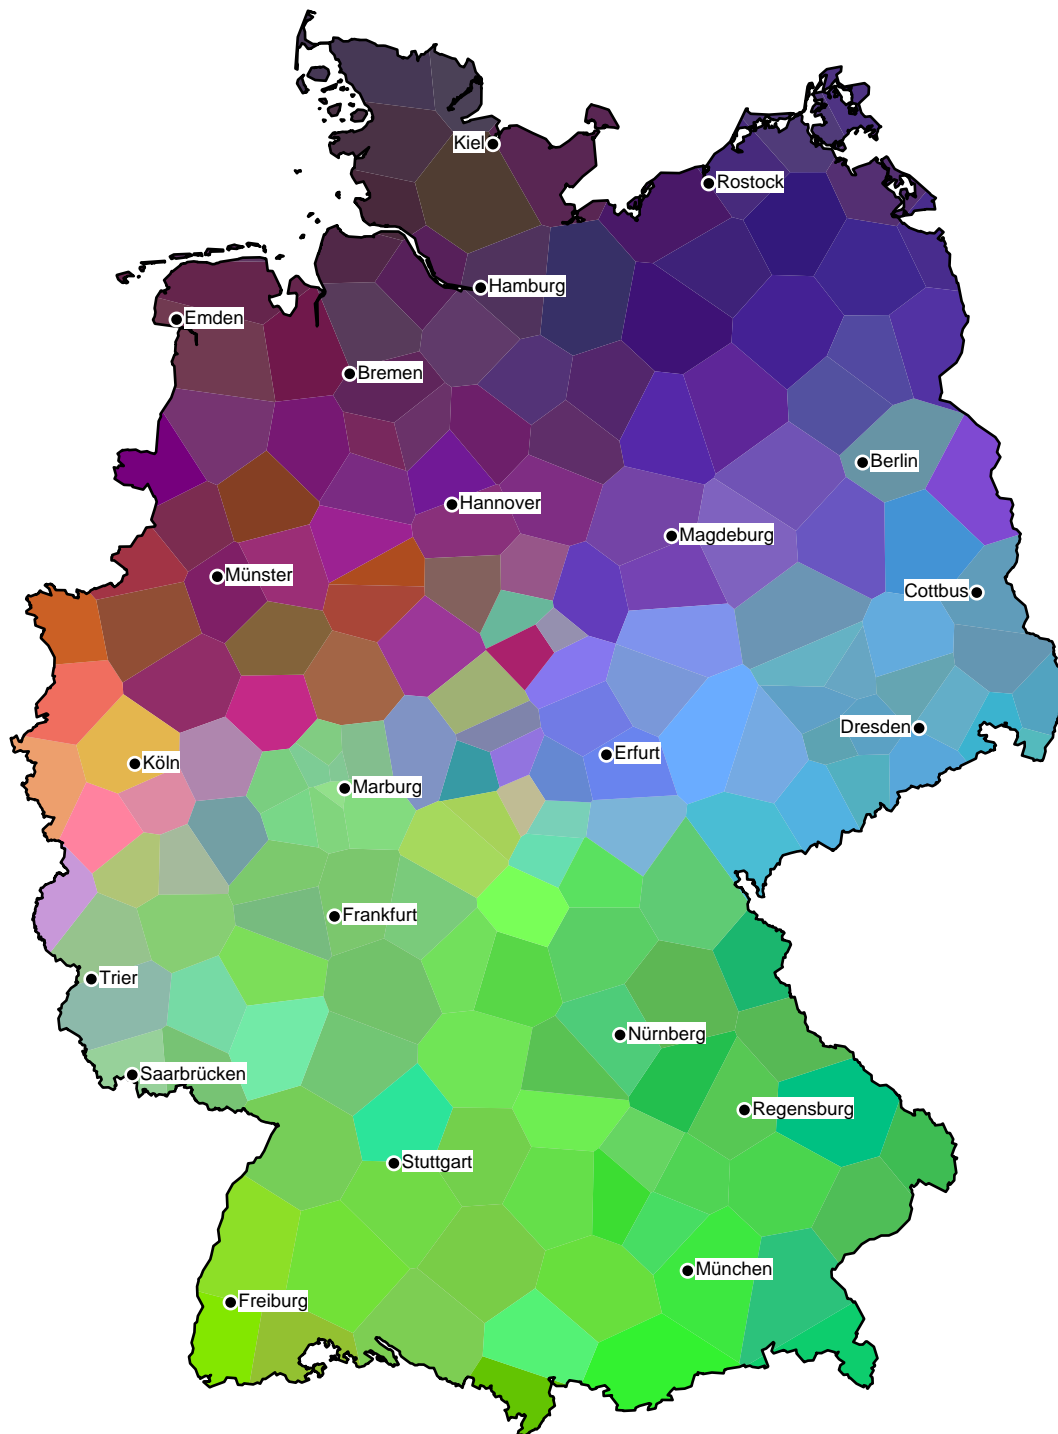 Kiel
Rostock
Hamburg
Emden
Bremen
Berlin
Hannover
Magdeburg
Münster
Cottbus
Dresden
Erfurt
Köln
Marburg
Frankfurt
Trier
Nürnberg
Saarbrücken
Regensburg
Stuttgart
München
Freiburg